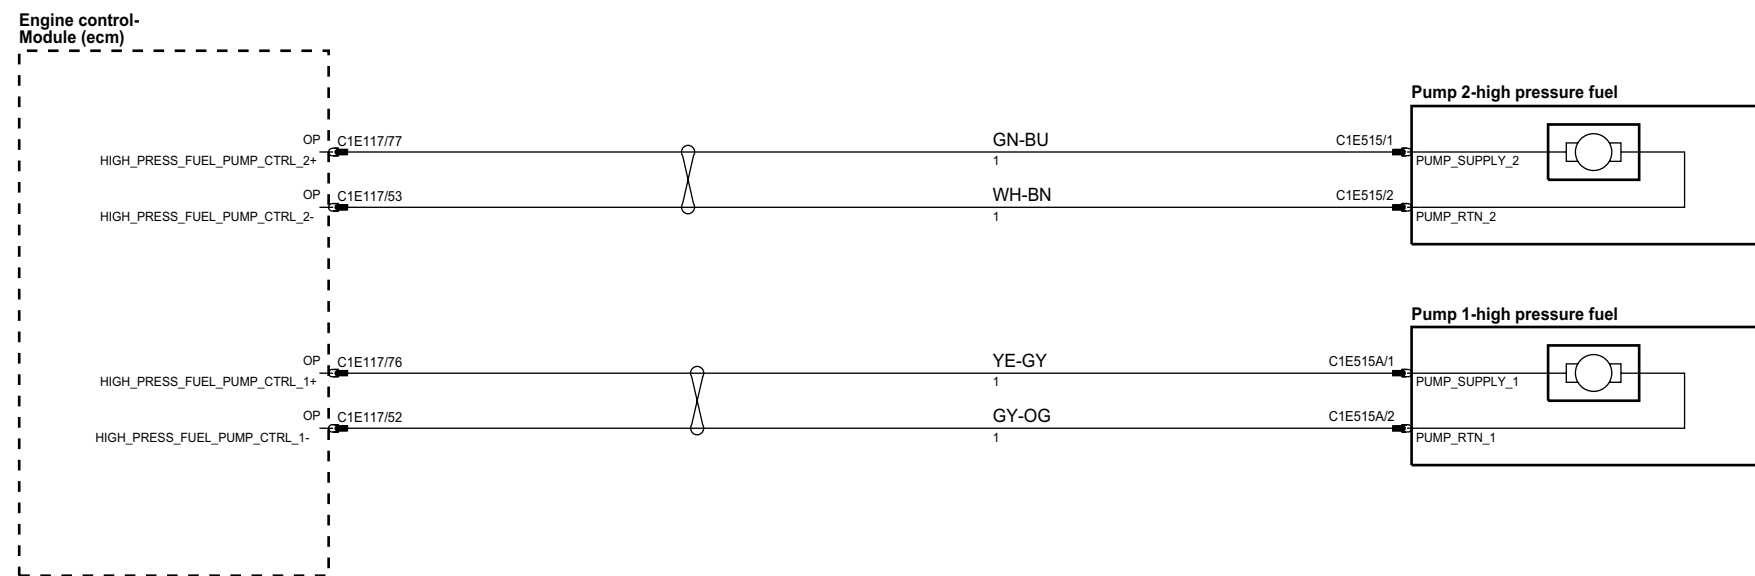 Engine control-
Module (ecm)
Pump 2-high pressure fuel
OP C1E117/77 GN-BU C1E515/1
HIGH_PRESS_FUEL_PUMP_CTRL_2+ 1 PUMP_SUPPLY_2
OP C1E117/53 WH-BN C1E515/2
HIGH_PRESS_FUEL_PUMP_CTRL_2- 1 PUMP_RTN_2
Pump 1-high pressure fuel
OP C1E117/76 YE-GY C1E515A/1
HIGH_PRESS_FUEL_PUMP_CTRL_1+ 1 PUMP_SUPPLY_1
OP C1E117/52 GY-OG C1E515A/2
HIGH_PRESS_FUEL_PUMP_CTRL_1- 1 PUMP_RTN_1